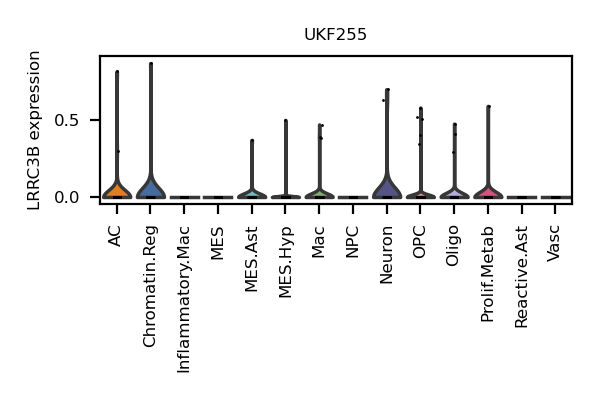 UKF255
LRRC3B expression
0.5
0.0
AC
Chromatin.Reg
Inflammatory.Mac
MES
MES.Ast
MES.Hyp
Mac
NPC
Neuron
OPC
Oligo
Prolif.Metab
Reactive.Ast
Vasc